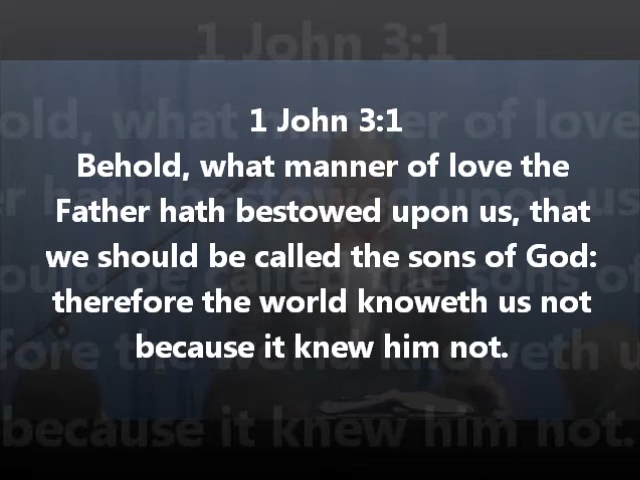 1 John 3:1
Behold, what manner of love the
Father hath bestowed upon us, that
we should be called the sons of God:
therefore the world knoweth us not
because it knew him not.